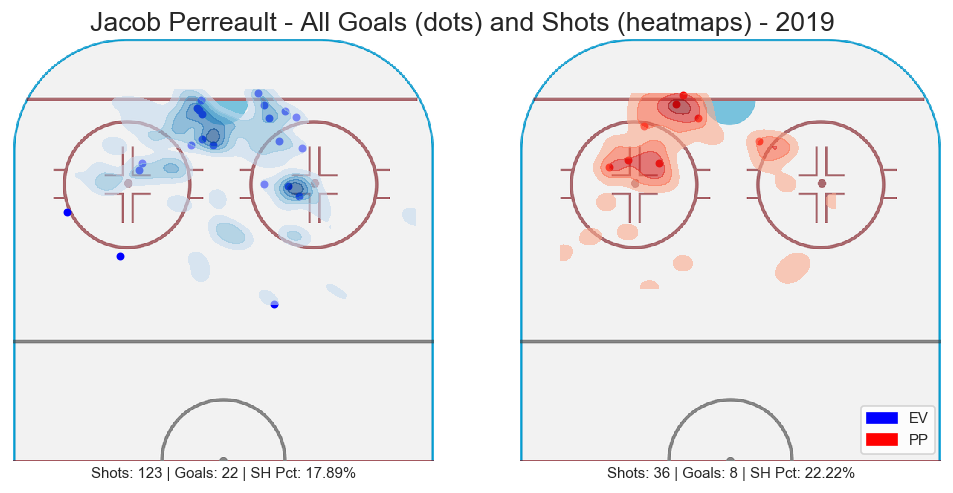 Jacob Perreault - All Goals (dots) and Shots (heatmaps) - 2019
EV
PP
Shots: 123 | Goals: 22 | SH Pct: 17.89%
Shots: 36 | Goals: 8 | SH Pct: 22.22%